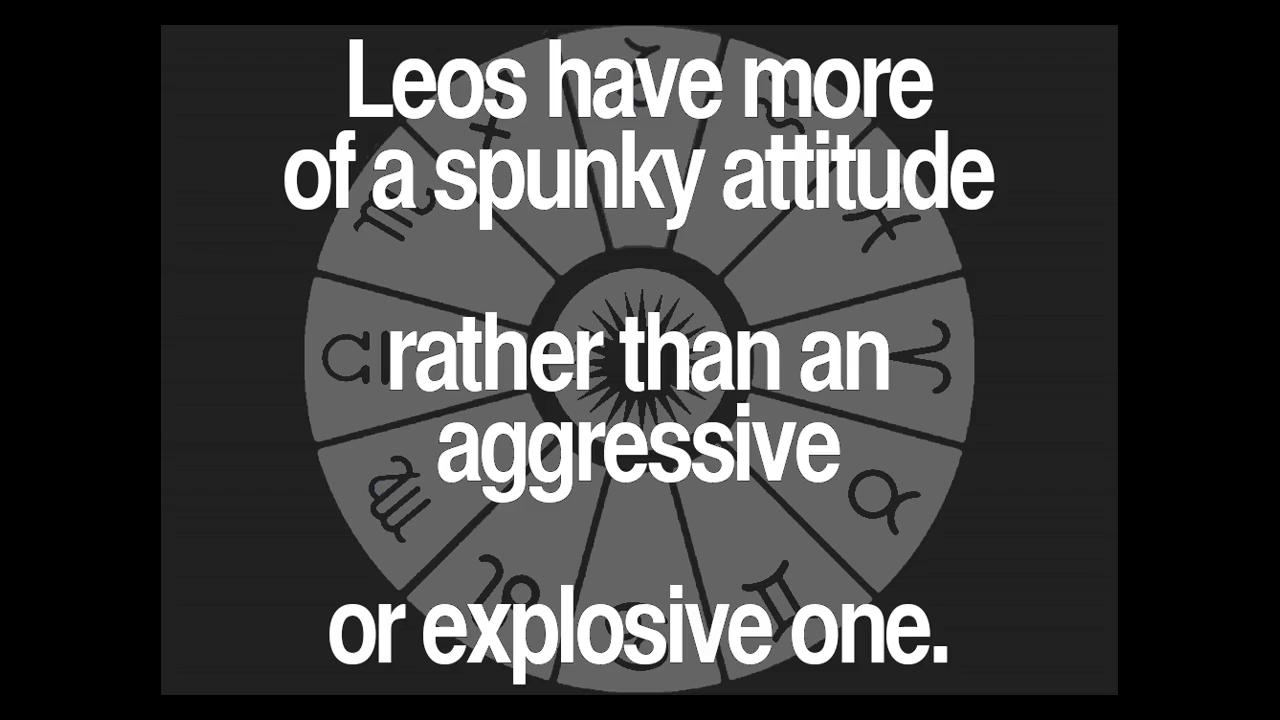 Leos have more
of a spunky attitude
rather than an
aggressive
or explosive one.